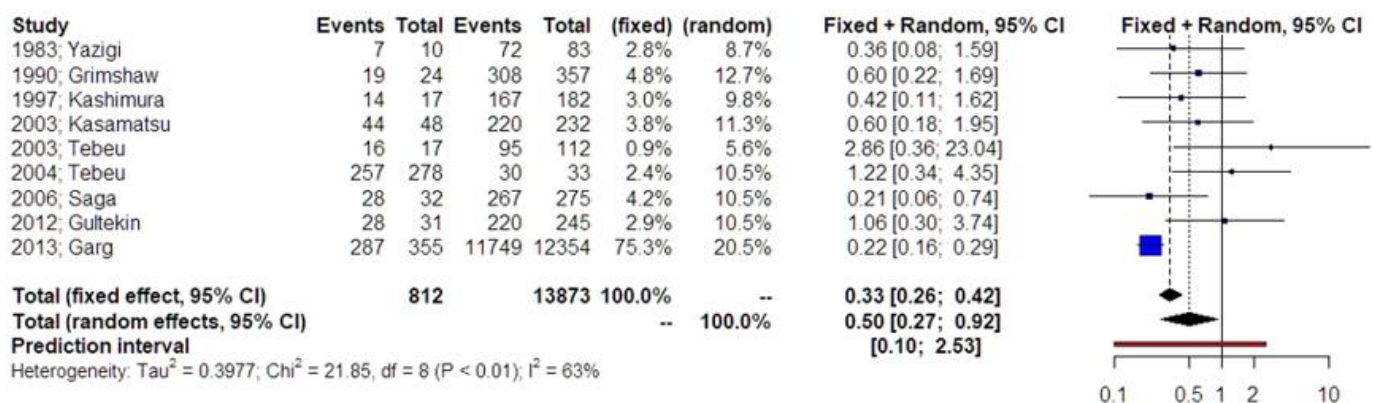 Study Events Total Events Total (fixed) (random) Fixed + Random, 95% CI Fixed + Random, 95% CI
1983; Yazigi 7 10 72 83 2.8% 8.7% 0.36 [0.08; 1.59]
1990; Grimshaw 19 24 308 357 4.8% 12.7% 0.60 [0.22; 1.69]
1997; Kashimura 14 17 167 182 3.0% 9.8% 0.42 [0.11; 1.62]
2003; Kasamatsu 44 48 220 232 3.8% 11.3% 0.60 [0.18; 1.95]
2003; Tebeu 16 17 95 112 0.9% 5.6% 2.86 [0.36; 23.04]
2004; Tebeu 257 278 30 33 2.4% 10.5% 1.22 [0.34; 4.35]
2006; Saga 28 32 267 275 4.2% 10.5% 0.21 [0.06; 0.74]
2012; Gultekin 28 31 220 245 2.9% 10.5% 1.06 [0.30; 3.74]
2013; Garg 287 355 11749 12354 75.3% 20.5% 0.22 [0.16; 0.29]
Total (fixed effect, 95% CI) 812 13873 100.0% -- 0.33 [0.26; 0.42]
Total (random effects, 95% CI) -- 100.0% 0.50 [0.27; 0.92]
Prediction interval [0.10; 2.53]
Heterogeneity: Tau² = 0.3977; Chi² = 21.85, df = 8 (P < 0.01); I² = 63%
0.1 0.5 1 2 10